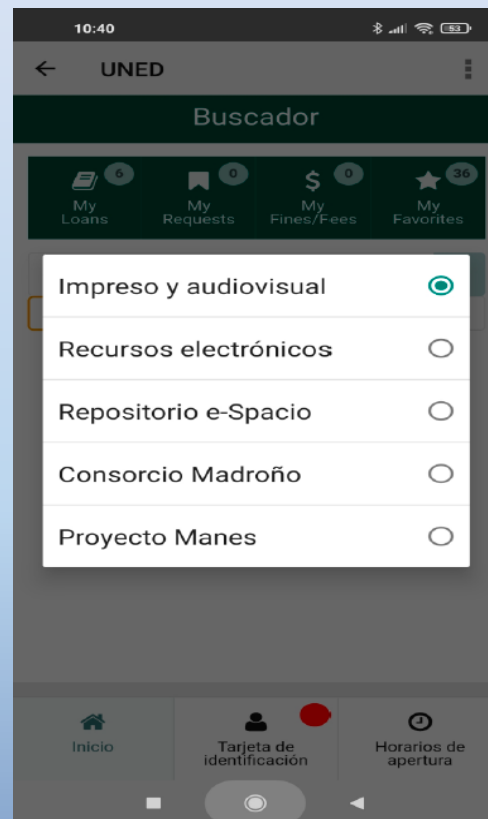 10:40
53
UNED
Buscador
6
0
0
36
My
Loans
My
Requests
My
Fines/Fees
My
Favorites
Impreso y audiovisual
Recursos electrónicos
Repositorio e-Spacio
Consorcio Madroño
Proyecto Manes
Inicio
Tarjeta de
identificación
Horarios de
apertura